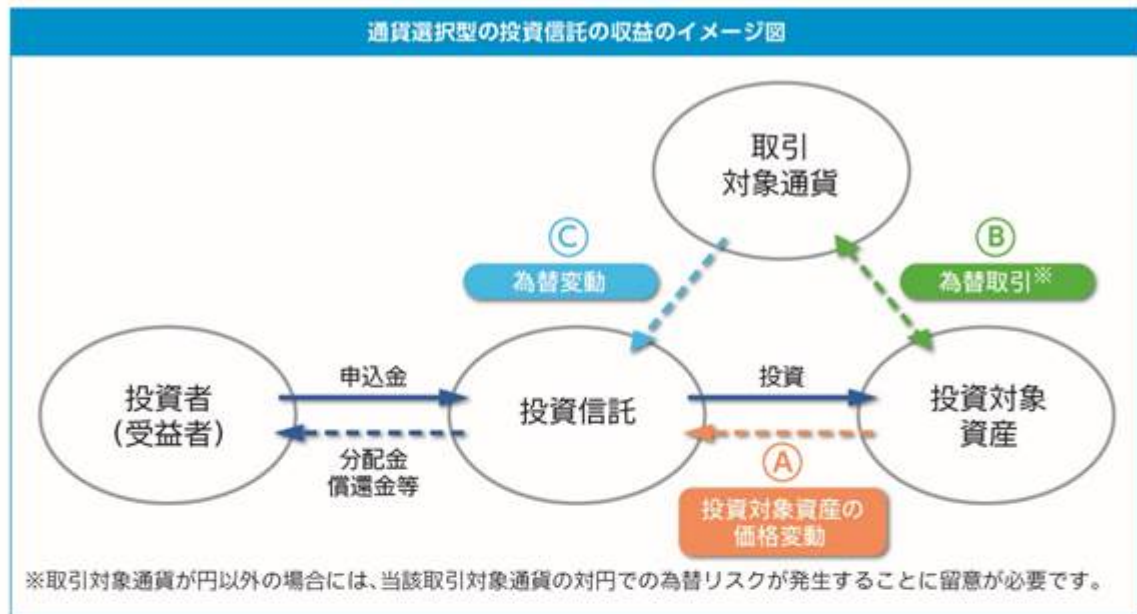 通貨選択型の投資信託の収益のイメージ図
取引
対象通貨
Ⓒ
為替変動
Ⓑ
為替取引※
投資者
(受益者)
申込金
分配金
償還金等
投資信託
投資
Ⓐ
投資対象資産の
価格変動
投資対象
資産
※取引対象通貨が円以外の場合には、当該取引対象通貨の対円での為替リスクが発生することに留意が必要です。